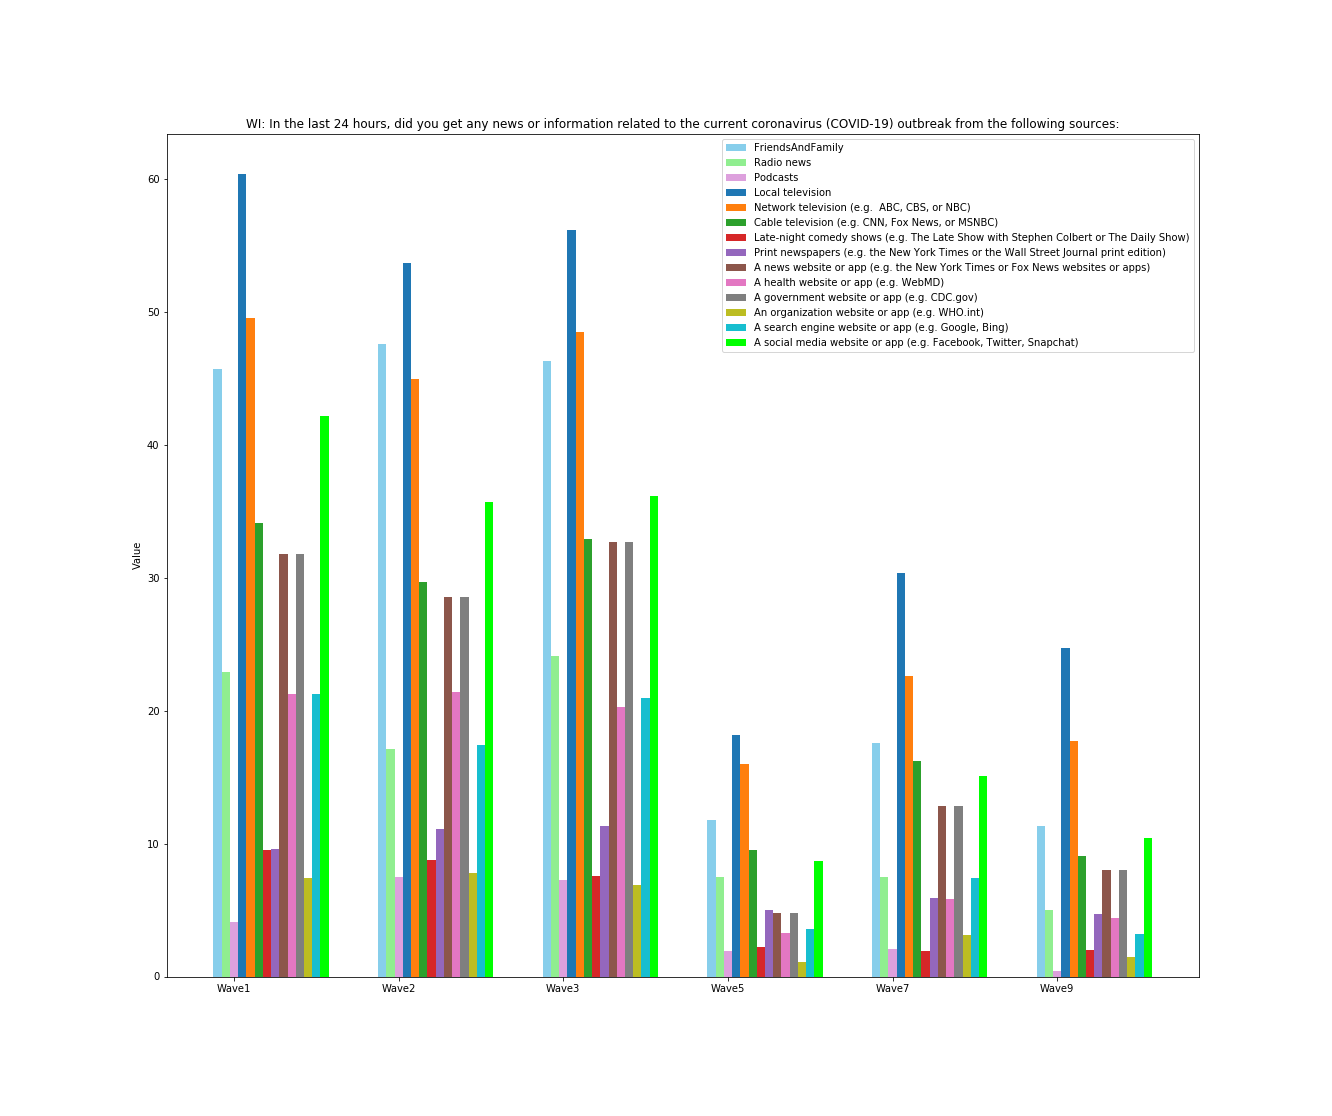 WI: In the last 24 hours, did you get any news or information related to the current coronavirus (COVID-19) outbreak from the following sources:
FriendsAndFamily
Radio news
Podcasts
Local television
Network television (e.g.  ABC, CBS, or NBC)
Cable television (e.g. CNN, Fox News, or MSNBC)
Late-night comedy shows (e.g. The Late Show with Stephen Colbert or The Daily Show)
Print newspapers (e.g. the New York Times or the Wall Street Journal print edition)
A news website or app (e.g. the New York Times or Fox News websites or apps)
A health website or app (e.g. WebMD)
A government website or app (e.g. CDC.gov)
An organization website or app (e.g. WHO.int)
A search engine website or app (e.g. Google, Bing)
A social media website or app (e.g. Facebook, Twitter, Snapchat)
60
50
40
30
20
10
0
Value
Wave1 Wave2 Wave3 Wave5 Wave7 Wave9